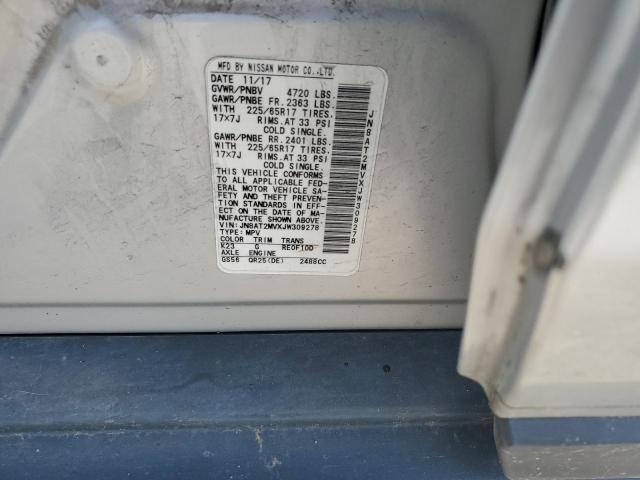 MFD BY NISSAN MOTOR CO.,LTD.
DATE 11/17
GVWR/PNBV 4720 LBS.
GAWR/PNBE FR.2363 LBS.
WITH 225/65R17 TIRES.
17x7J RIMS.AT 33 PSI
COLD SINGLE.
GAWR/PNBE RR.2401 LBS.
WITH 225/65R17 TIRES.
17x7J RIMS.AT 33 PSI
COLD SINGLE.
THIS VEHICLE CONFORMS
TO ALL APPLICABLE FED-
ERAL MOTOR VEHICLE SA-
FETY AND THEFT PREVEN-
TION STANDARDS IN EFF-
ECT ON THE DATE OF MA-
NUFACTURE SHOWN ABOVE.
VIN:JN8AT2MVXJW309278
TYPE:MPV
COLOR TRIM TRANS
K23 G RE0F10D
AXLE ENGINE
GS56 QR25(DE) 2488CC
JN8AT2MVXJW309278